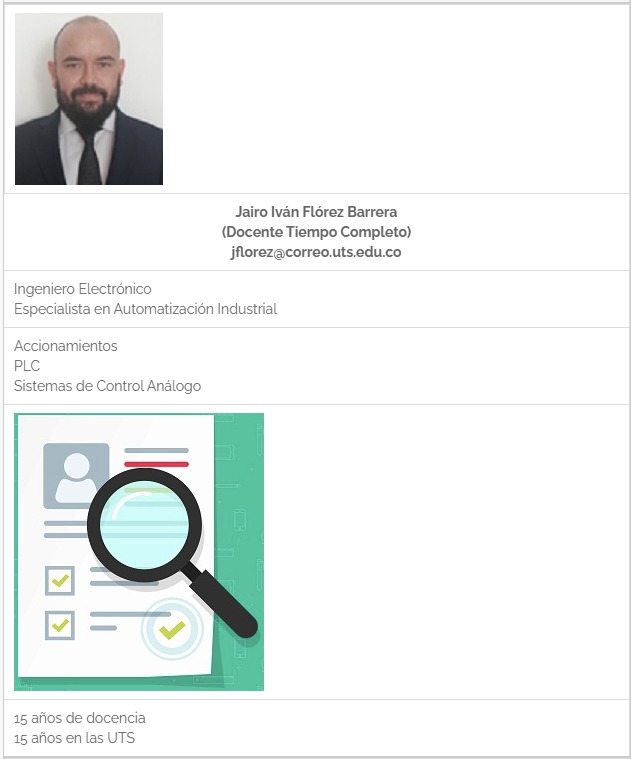 Jairo Iván Flórez Barrera
(Docente Tiempo Completo)
jflorez@correo.uts.edu.co
Ingeniero Electrónico
Especialista en Automatización Industrial
Accionamientos
PLC
Sistemas de Control Análogo
15 años de docencia
15 años en las UTS